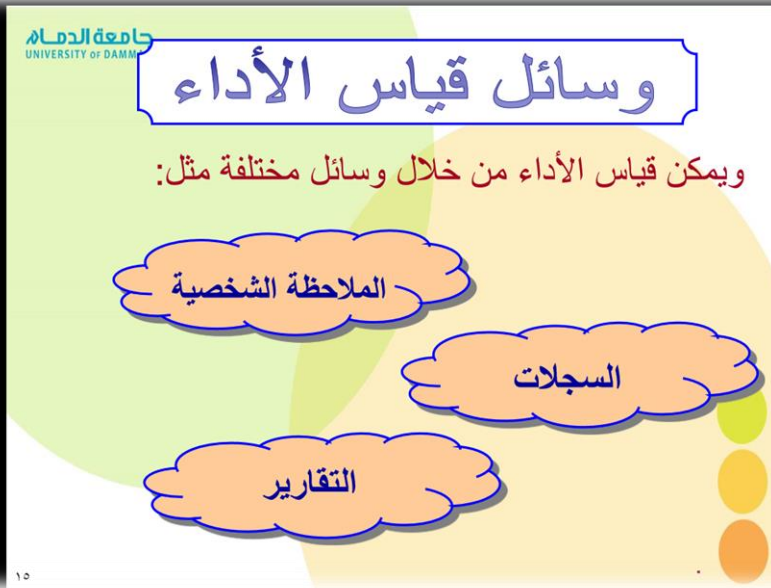 جامعة الدمام
UNIVERSITY OF DAMM
وسائل قياس الأداء
ويمكن قياس الأداء من خلال وسائل مختلفة مثل:
الملاحظة الشخصية
السجلات
التقارير
١٥